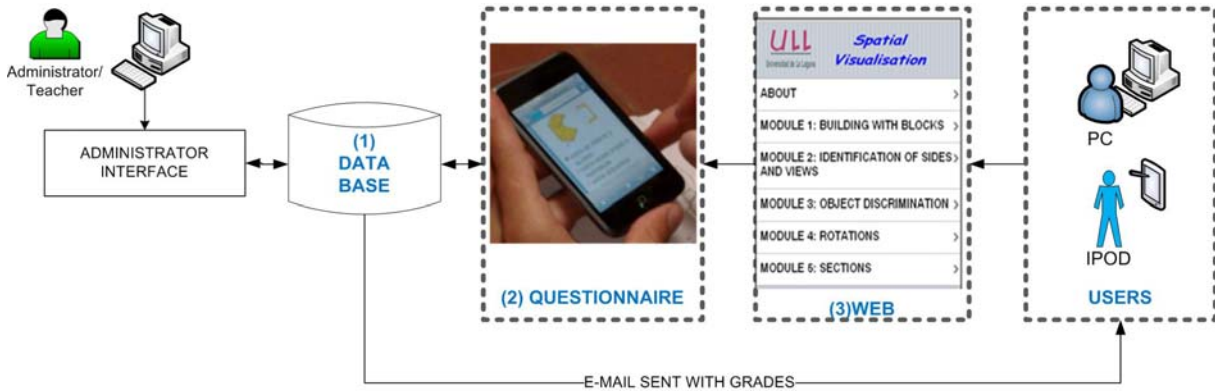 Administrator/
Teacher
ADMINISTRATOR
INTERFACE
(1)
DATA
BASE
(2) QUESTIONNAIRE
ULL
Spatial
Visualisation
ABOUT
MODULE 1: BUILDING WITH BLOCKS
MODULE 2: IDENTIFICATION OF SIDES
AND VIEWS
MODULE 3: OBJECT DISCRIMINATION
MODULE 4: ROTATIONS
MODULE 5: SECTIONS
(3)WEB
PC
IPOD
USERS
E-MAIL SENT WITH GRADES